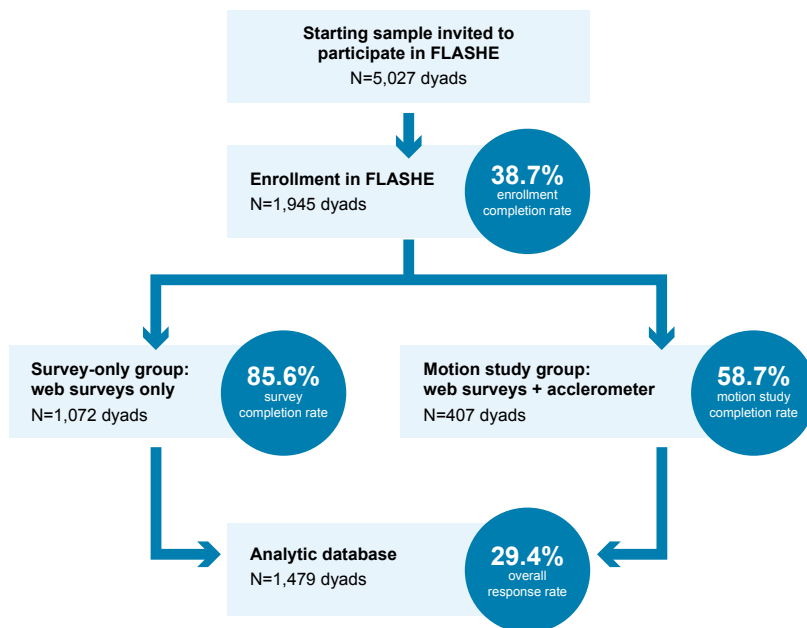 Starting sample invited to
participate in FLASHE
N=5,027 dyads
Enrollment in FLASHE
N=1,945 dyads
38.7%
enrollment
completion rate
Survey-only group:
web surveys only
N=1,072 dyads
85.6%
survey
completion rate
Motion study group:
web surveys + acclerometer
N=407 dyads
58.7%
motion study
completion rate
Analytic database
N=1,479 dyads
29.4%
overall
response rate